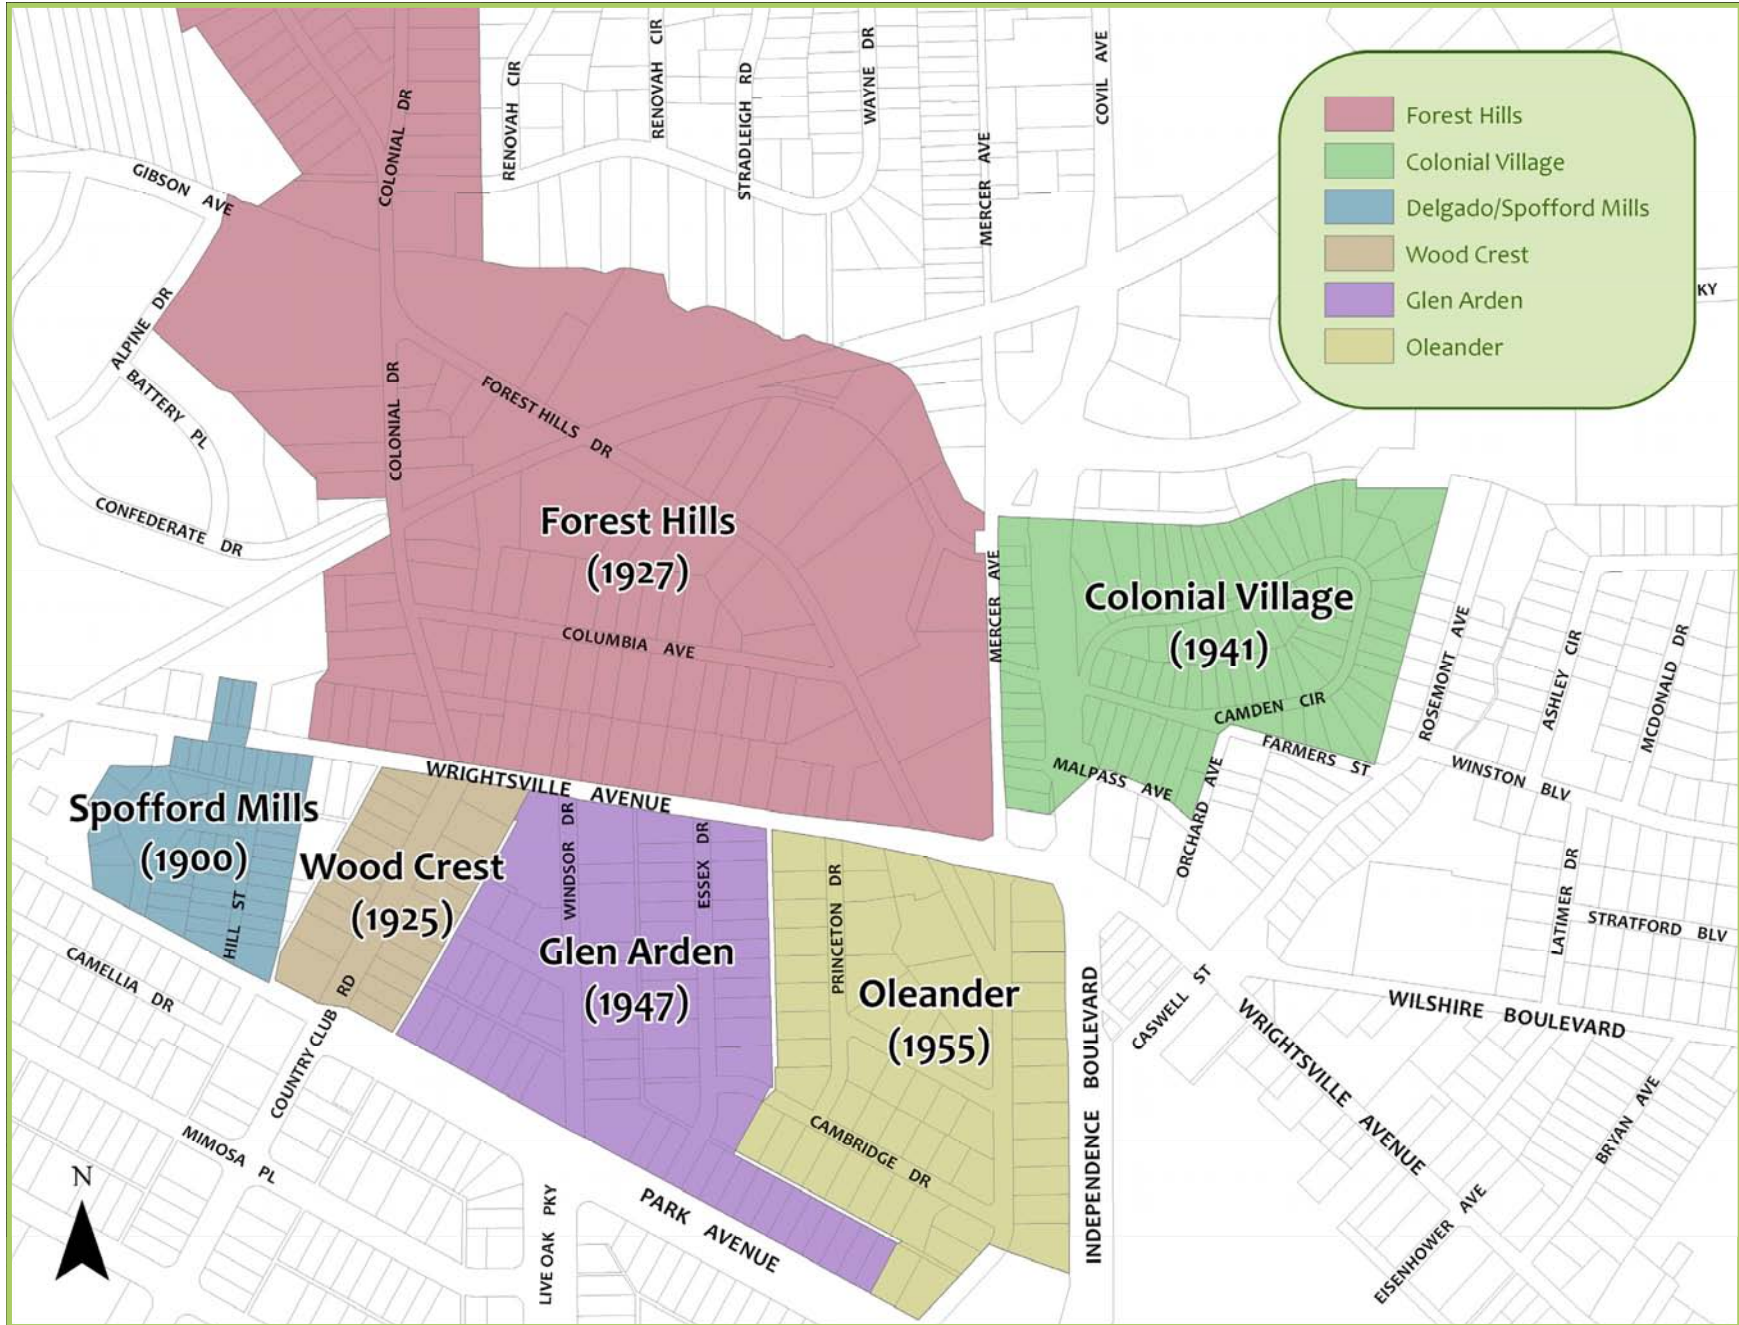 COLONIAL DR
RENOVAH CIR
RENOVAH CIR
STRADLEIGH RD
WAYNE DR
MERCER AVE
COVIL AVE
Forest Hills
Colonial Village
Delgado/Spofford Mills
Wood Crest
Glen Arden
Oleander
KY
GIBSON AVE
ALPINE DR
BATTERY PL
CONFEDERATE DR
COLONIAL DR
FOREST HILLS DR
Forest Hills
(1927)
COLUMBIA AVE
MERCER AVE
Colonial Village
(1941)
CAMDEN CIR
FARMERS ST
MALPASS AVE
ORCHARD AVE
ROSEMONT AVE
ASHLEY CIR
MCDONALD DR
WINSTON BLV
LATIMER DR
STRATFORD BLV
WRIGHTSVILLE AVENUE
Spofford Mills
(1900)
HILL ST
Wood Crest
(1925)
WINDSOR DR
ESSEX DR
Glen Arden
(1947)
PRINCETON DR
Oleander
(1955)
CAMBRIDGE DR
INDEPENDENCE BOULEVARD
CASWELL ST
WILSHIRE BOULEVARD
WRIGHTSVILLE AVENUE
BRYAN AVE
EISENHOWER AVE
CAMELLIA DR
COUNTRY CLUB RD
MIMOSA PL
LIVE OAK PKY
PARK AVENUE
N